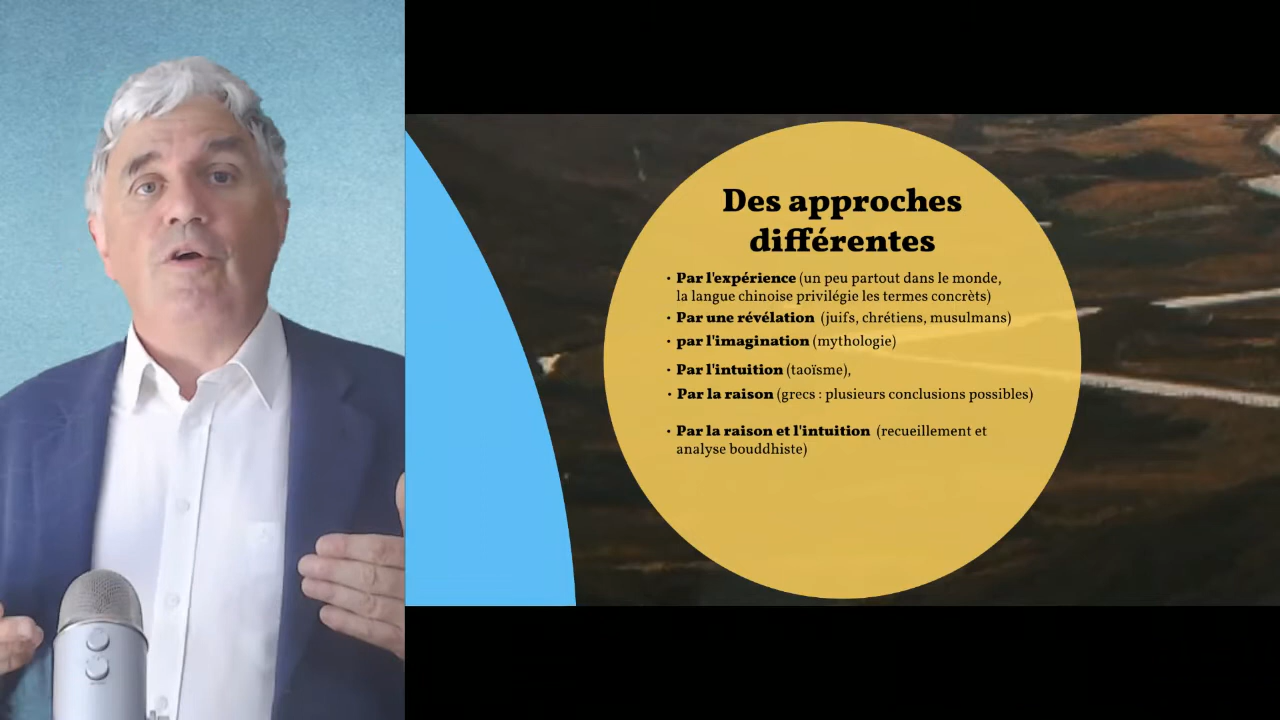 Des approches
différentes
• Par l'expérience (un peu partout dans le monde,
la langue chinoise privilégie les termes concrèts)
• Par une révélation (juifs, chrétiens, musulmans)
• par l'imagination (mythologie)
• Par l'intuition (taoïsme),
• Par la raison (grecs : plusieurs conclusions possibles)
• Par la raison et l'intuition (recueillement et
analyse bouddhiste)